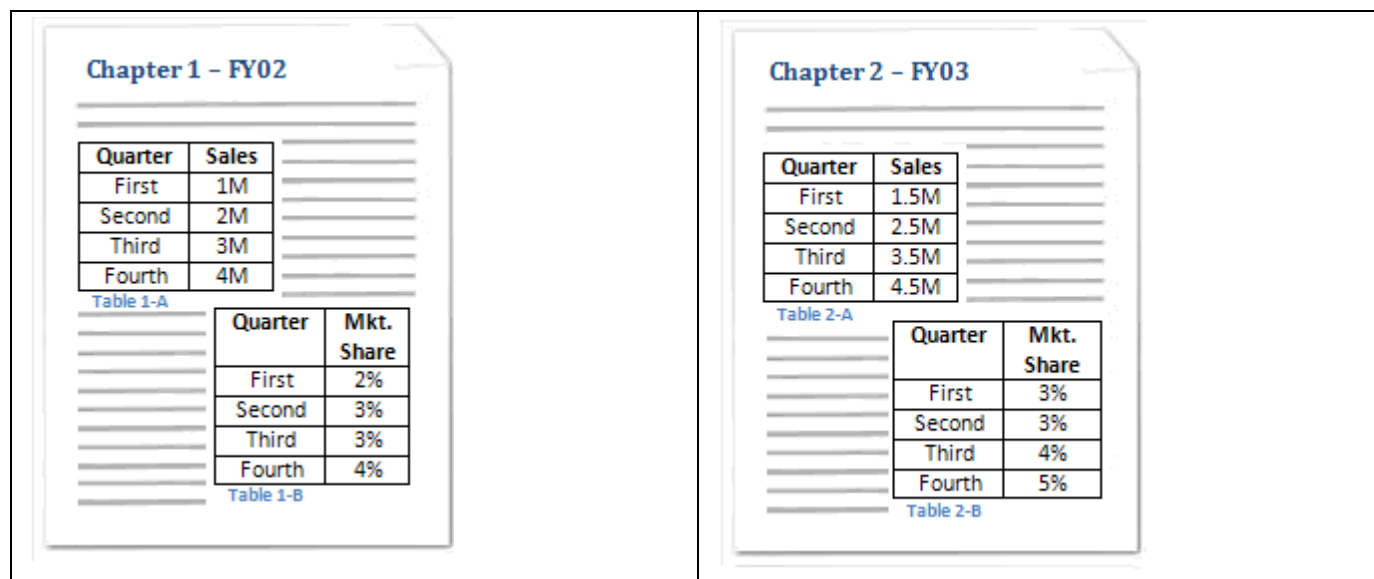 Chapter 1 – FY02
Quarter Sales
First 1M
Second 2M
Third 3M
Fourth 4M
Table 1-A
Quarter Mkt.
Share
First 2%
Second 3%
Third 3%
Fourth 4%
Table 1-B
Chapter 2 – FY03
Quarter Sales
First 1.5M
Second 2.5M
Third 3.5M
Fourth 4.5M
Table 2-A
Quarter Mkt.
Share
First 3%
Second 3%
Third 4%
Fourth 5%
Table 2-B